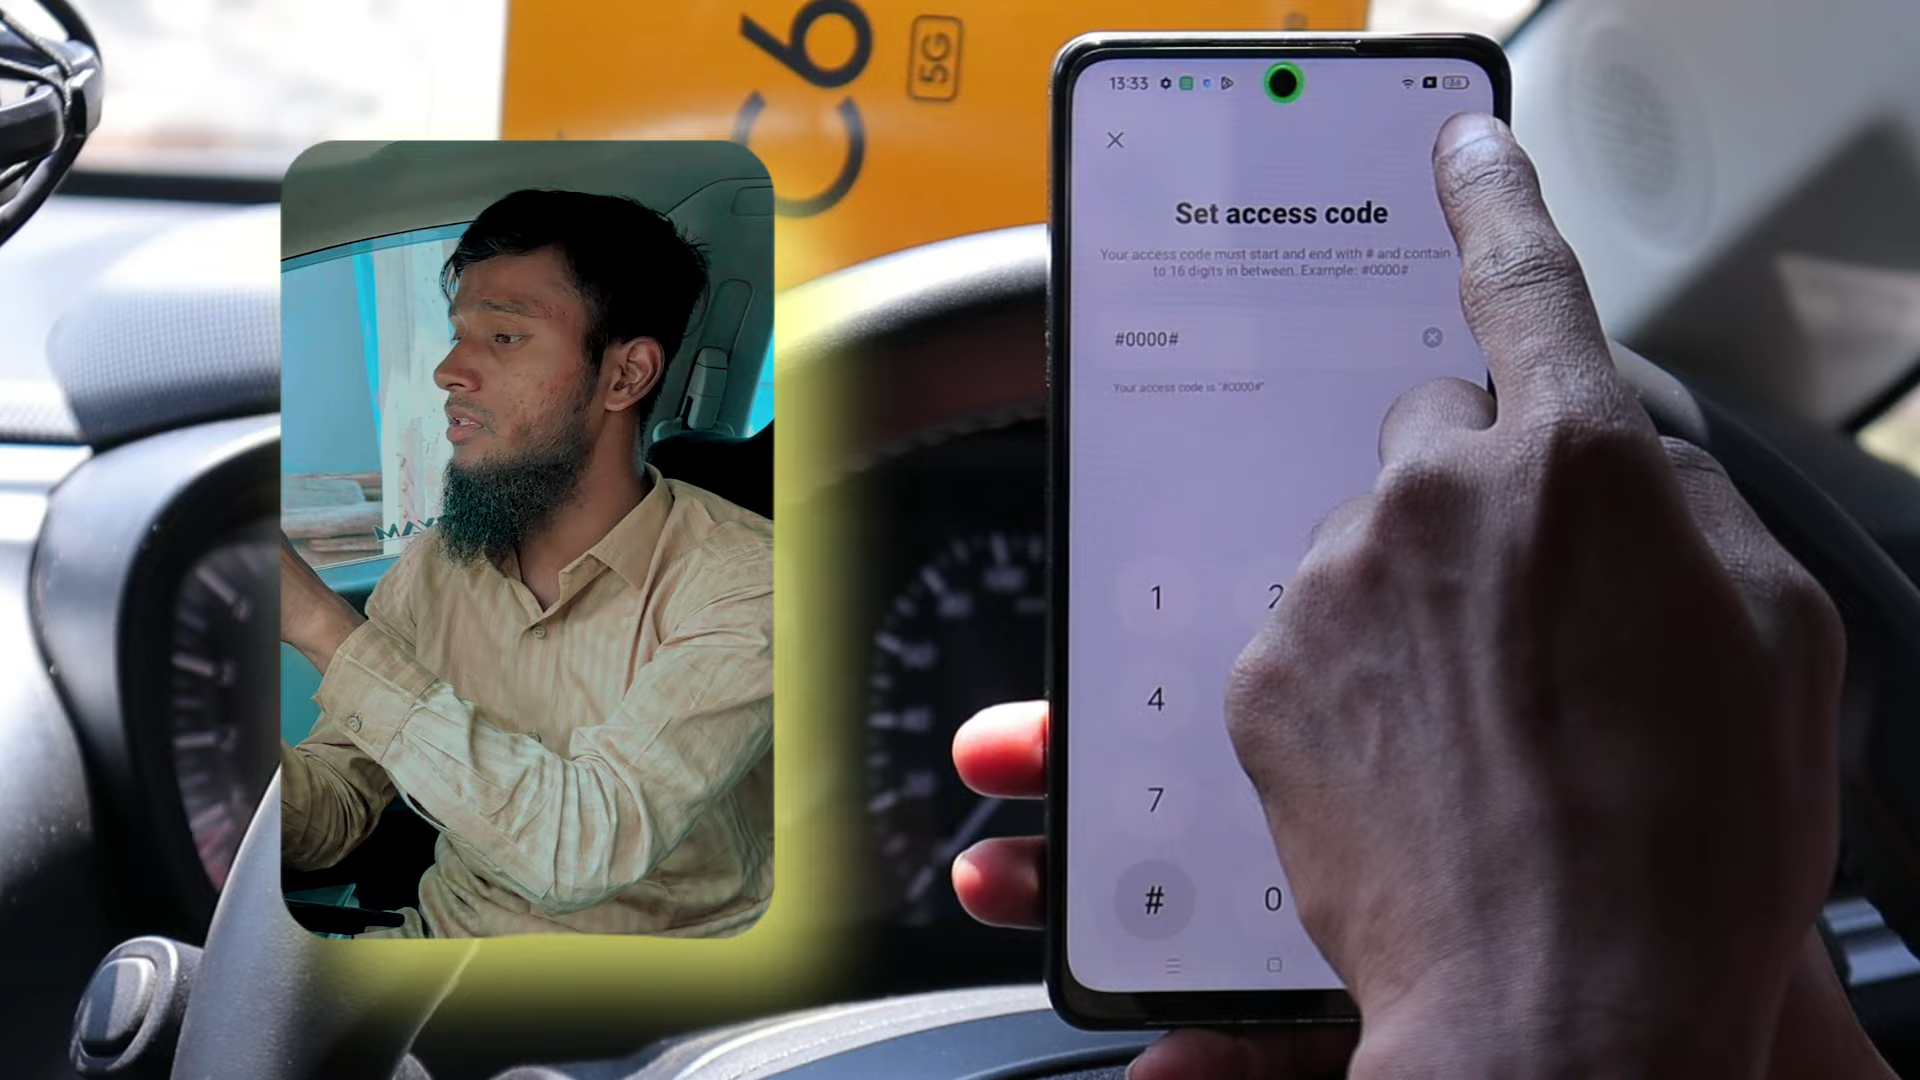 C6
5G
13:33
Set access code
Your access code must start and end with # and contain
to 16 digits in between. Example: #0000#
#0000#
Your access code is "#0000#"
1
2
4
7
#
0